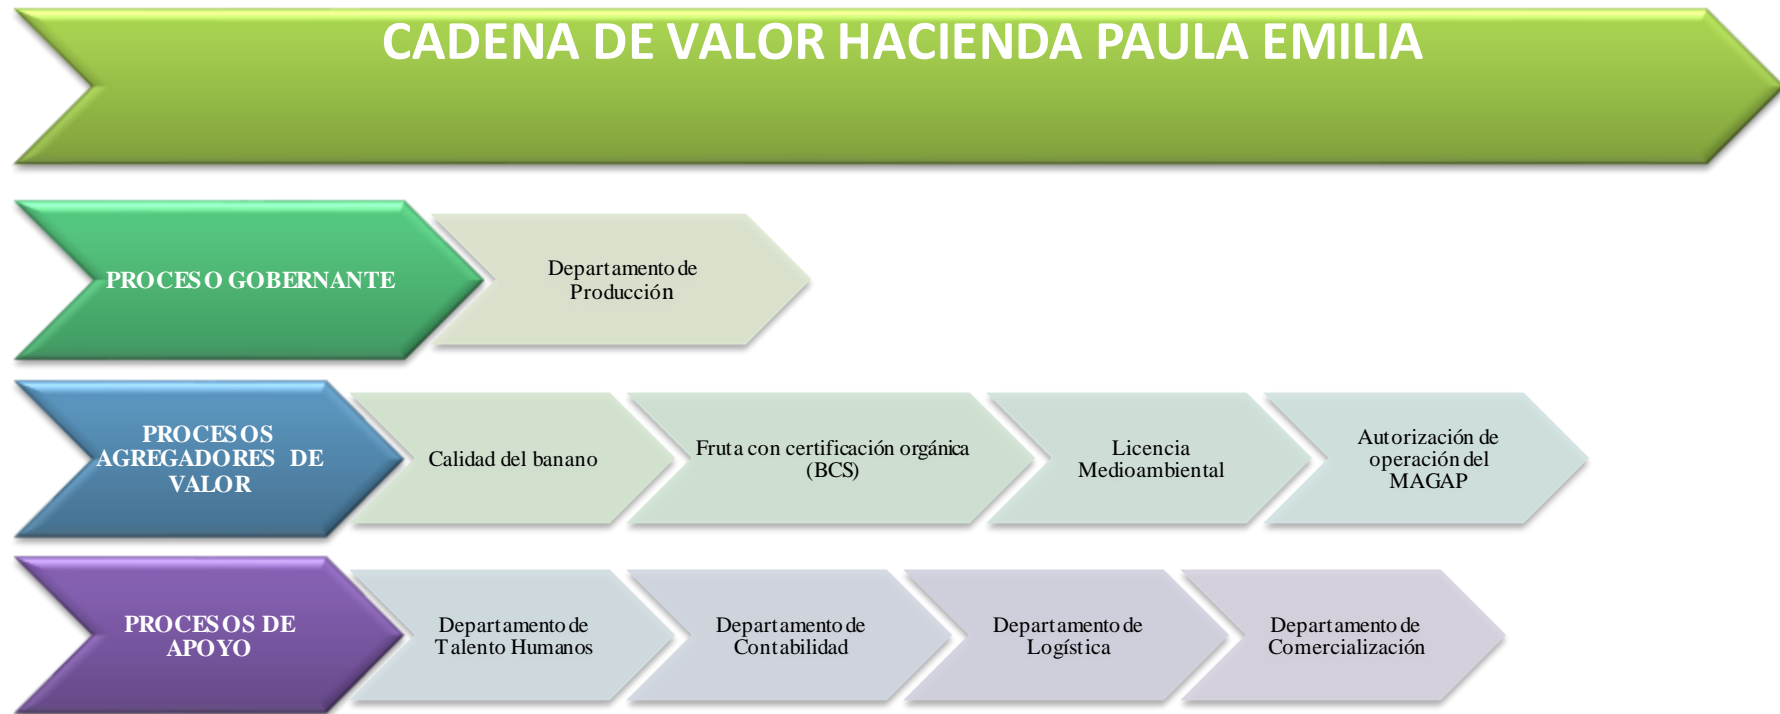 CADENA DE VALOR HACIENDA PAULA EMILIA
PROCESO GOBERNANTE
Departamento de
Producción
PROCESOS
AGREGADORES DE
VALOR
Calidad del banano
Fruta con certificación orgánica
(BCS)
Licencia
Medioambiental
Autorización de
operación del
MAGAP
PROCESOS DE
APOYO
Departamento de
Talento Humanos
Departamento de
Contabilidad
Departamento de
Logística
Departamento de
Comercialización